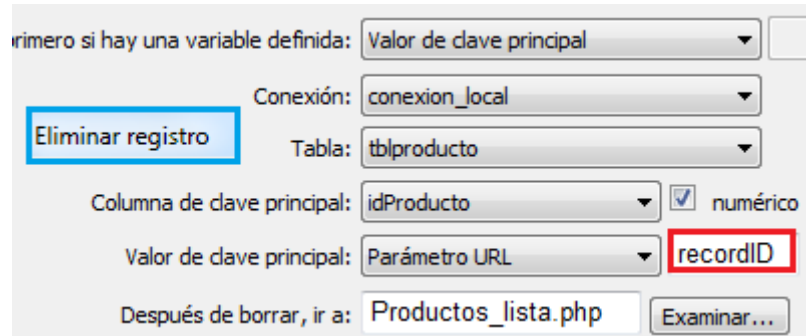 rimero si hay una variable definida: Valor de clave principal
Conexión: conexion_local
Eliminar registro
Tabla: tblproducto
Columna de clave principal: idProducto numérico
Valor de clave principal: Parámetro URL recordID
Después de borrar, ir a: Productos_lista.php Examinar...